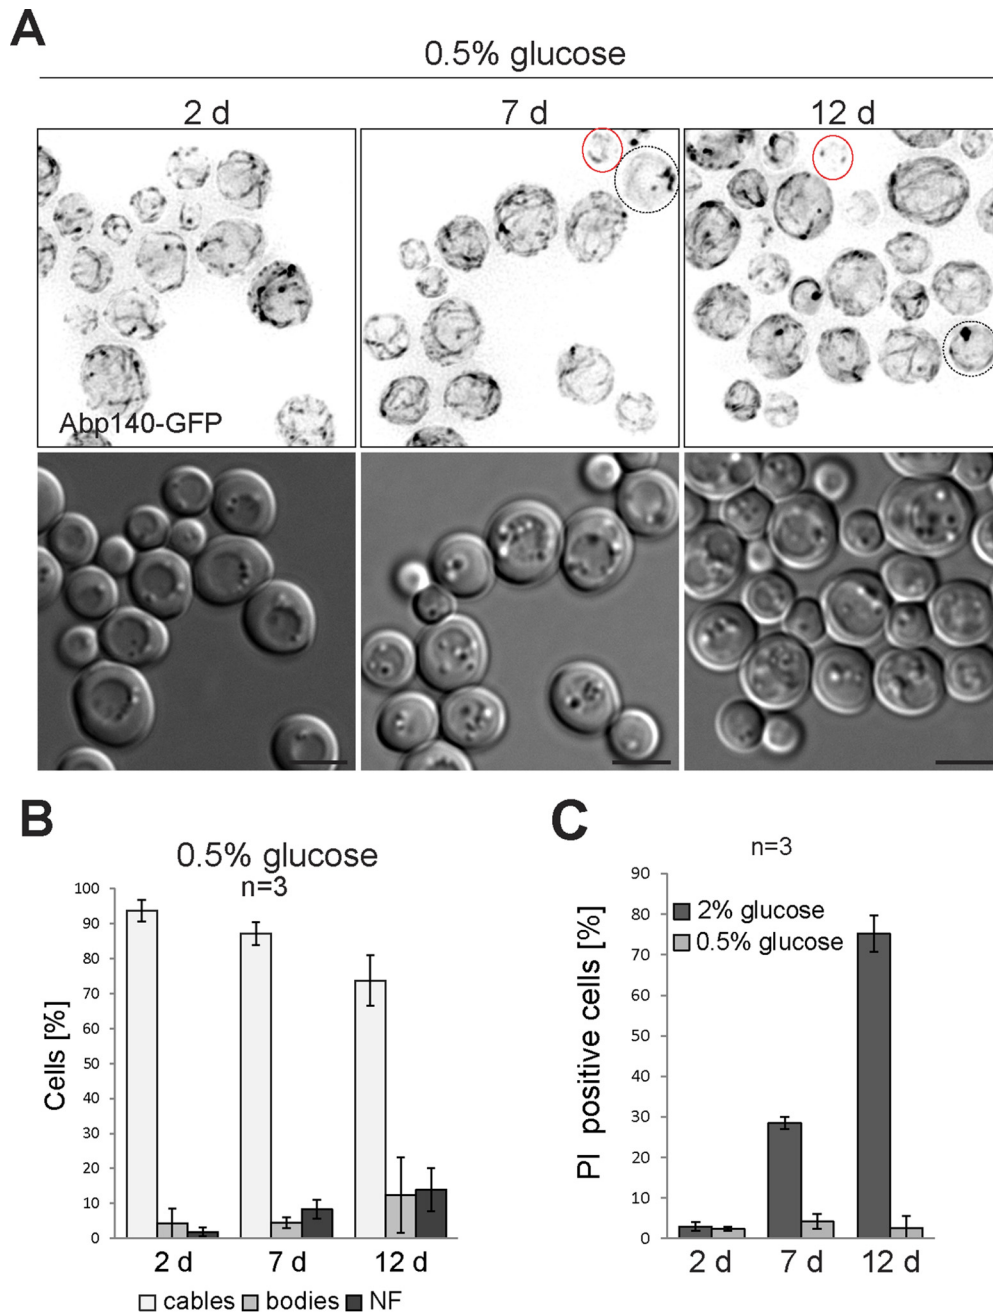 A
0.5% glucose
2 d 7 d 12 d
Abp140-GFP
B
0.5% glucose
n=3
Cells [%]
100
90
80
70
60
50
40
30
20
10
0
2 d 7 d 12 d
cables bodies NF
C
n=3
PI positive cells [%]
90
80
70
60
50
40
30
20
10
0
2% glucose
0.5% glucose
2 d 7 d 12 d